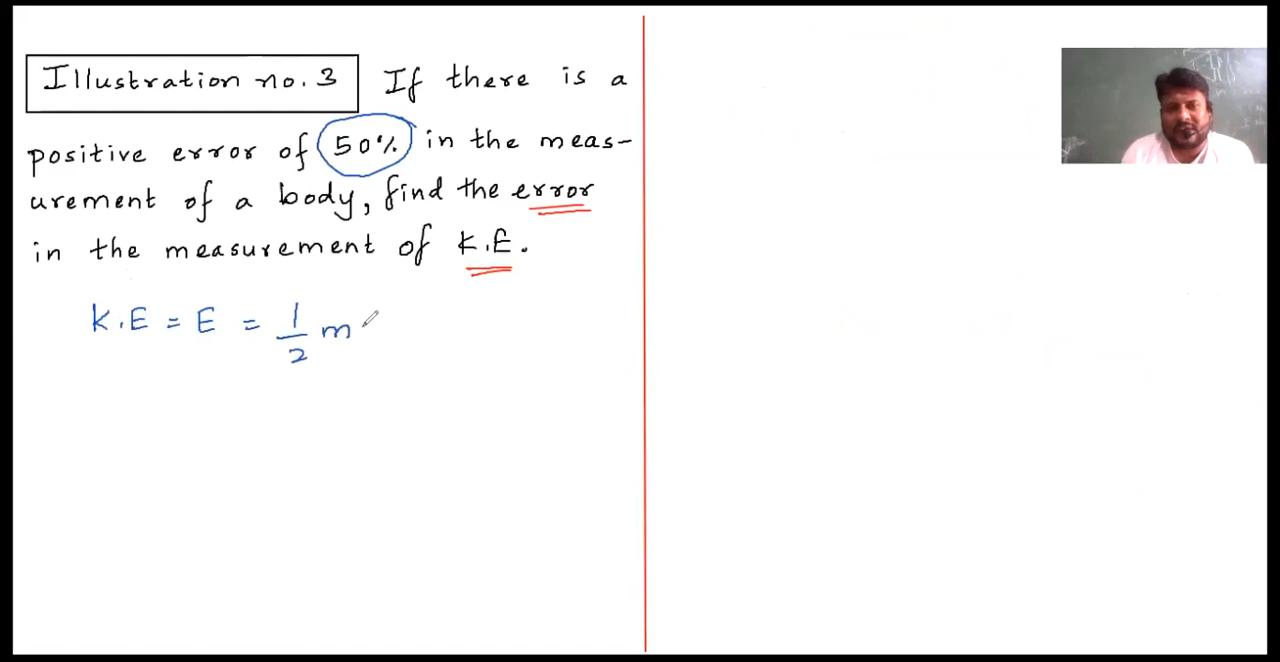 Illustration no. 3 If there is a
positive error of 50% in the meas-
urement of a body, find the error
in the measurement of K.E.
K.E = E = 1/2 m